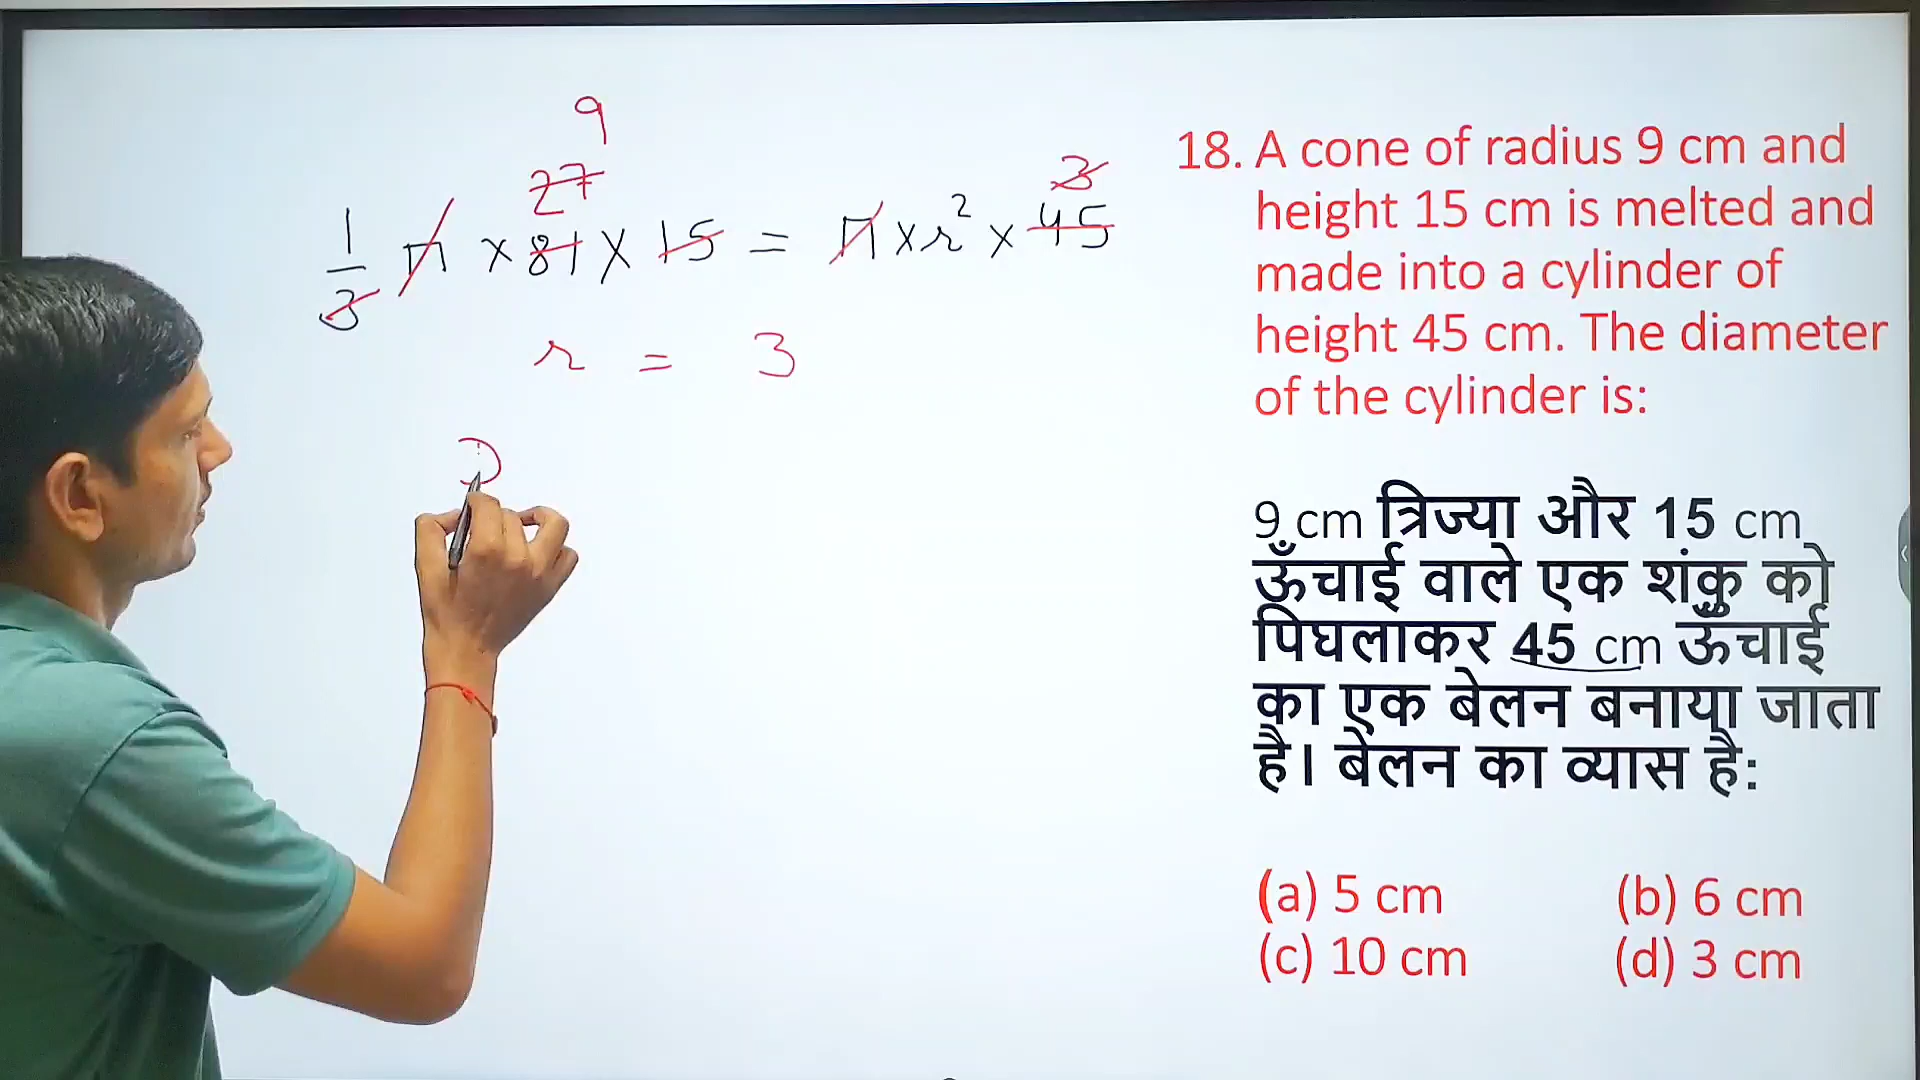 9
27
3
1/3 π × 81 × 15 = π × r² × 45
r = 3
D
18. A cone of radius 9 cm and
height 15 cm is melted and
made into a cylinder of
height 45 cm. The diameter
of the cylinder is:
9 cm त्रिज्या और 15 cm
ऊँचाई वाले एक शंकु को
पिघलाकर 45 cm ऊँचाई
का एक बेलन बनाया जाता
है। बेलन का व्यास है:
(a) 5 cm (b) 6 cm
(c) 10 cm (d) 3 cm